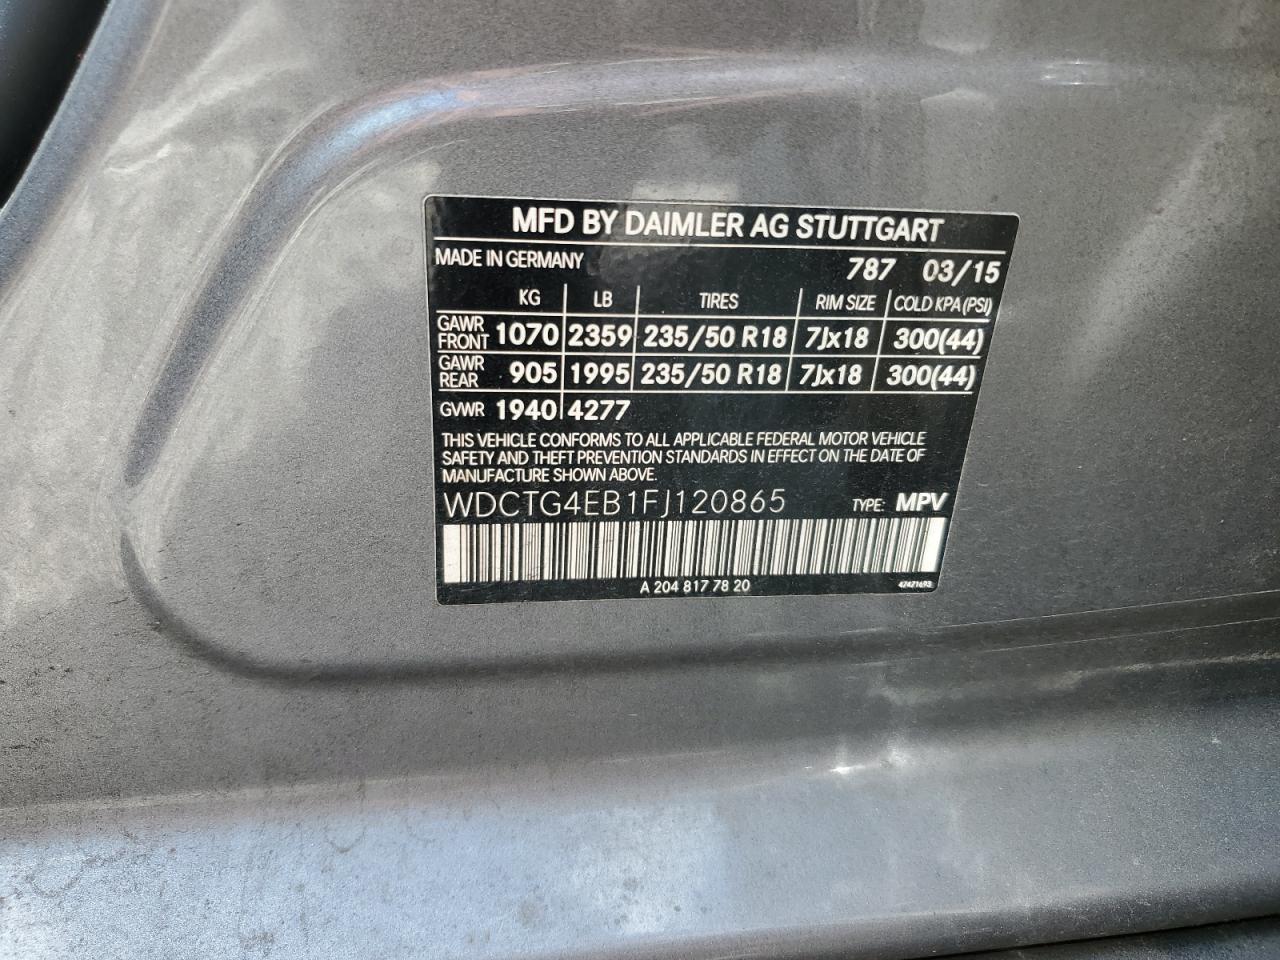 MFD BY DAIMLER AG STUTTGART
MADE IN GERMANY 787 03/15
KG LB TIRES RIM SIZE COLD KPA (PSI)
GAWR FRONT 1070 2359 235/50 R18 7Jx18 300(44)
GAWR REAR 905 1995 235/50 R18 7Jx18 300(44)
GVWR 1940 4277
THIS VEHICLE CONFORMS TO ALL APPLICABLE FEDERAL MOTOR VEHICLE
SAFETY AND THEFT PREVENTION STANDARDS IN EFFECT ON THE DATE OF
MANUFACTURE SHOWN ABOVE.
WDCTG4EB1FJ120865 TYPE: MPV
A 204 817 78 20